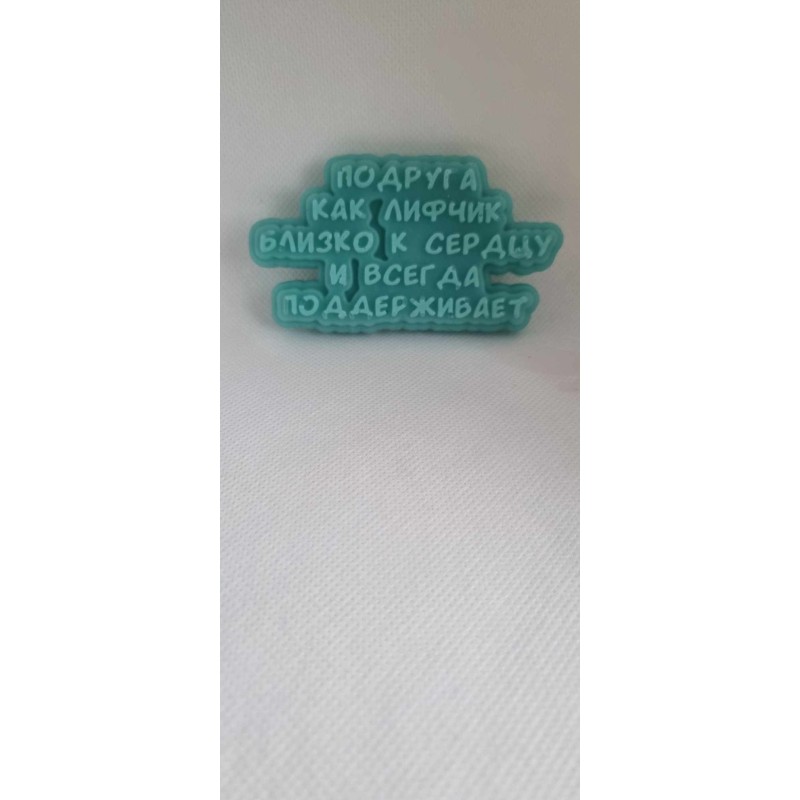 ПОДРУГА
КАК ЛИФЧИК
БЛИЗКО К СЕРДЦУ
И ВСЕГДА
ПОДДЕРЖИВАЕТ